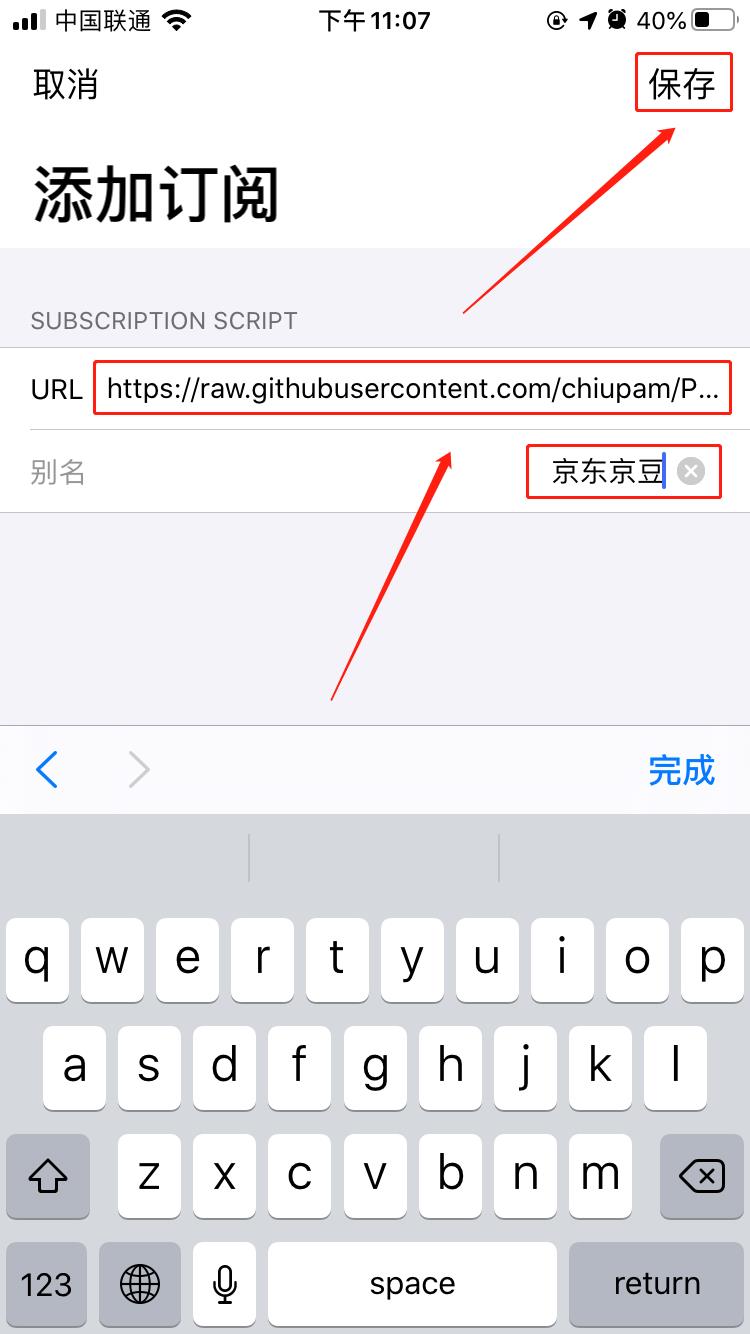 中国联通 下午11:07 40%
取消 保存
添加订阅
SUBSCRIPTION SCRIPT
URL https://raw.githubusercontent.com/chiupam/P...
别名 京东京豆
完成
q w e r t y u i o p
a s d f g h j k l
z x c v b n m
123 space return